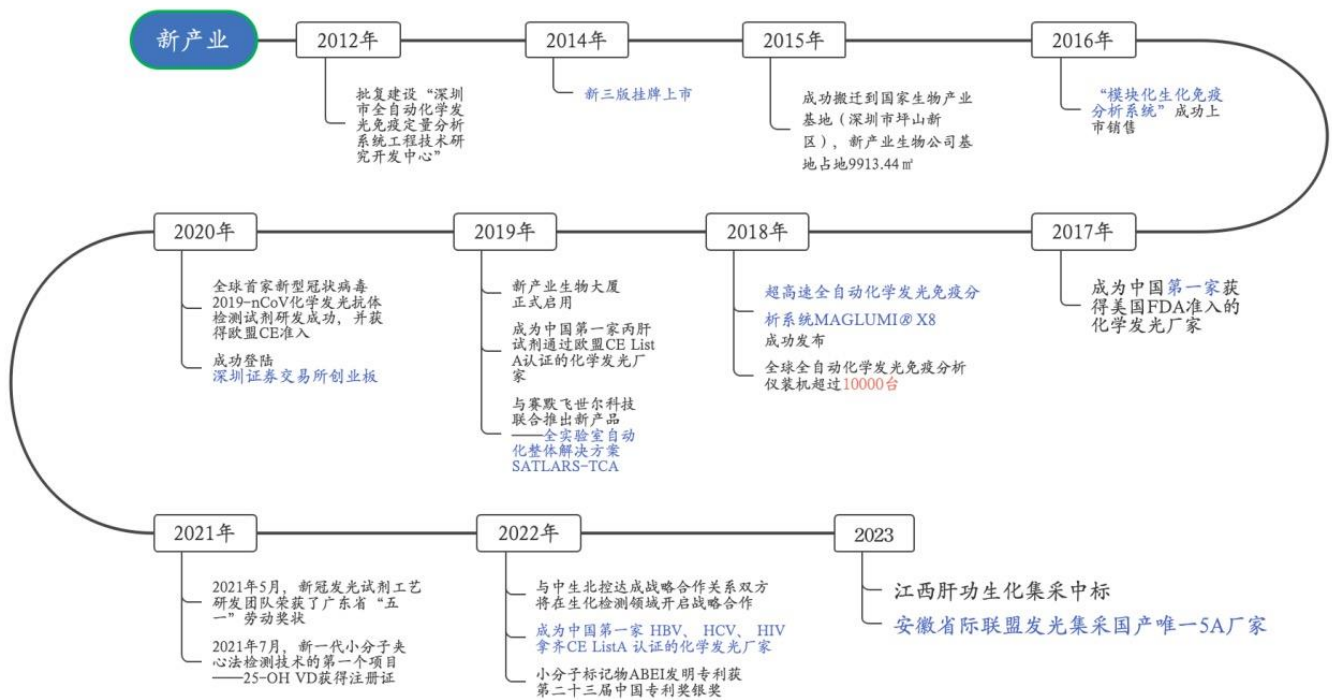 新产业
2012年
批复建设“深圳
市全自动化学发
光免疫定量分析
系统工程技术研
究开发中心”
2014年
新三版挂牌上市
2015年
成功搬迁到国家生物产业
基地（深圳市坪山新
区），新产业生物公司基
地占地9913.44㎡
2016年
“模块化生化免疫
分析系统”成功上
市销售
2017年
成为中国第一家获
得美国FDA准入的
化学发光厂家
2018年
超高速全自动化学发光免疫分
析系统MAGLUMI® X8
成功发布
全球全自动化学发光免疫分析
仪装机超过10000台
2019年
新产业生物大厦
正式启用
成为中国第一家丙肝
试剂通过欧盟CE List
A认证的化学发光厂
家
与赛默飞世尔科技
联合推出新产品
——全实验室自动
化整体解决方案
SATLARS-TCA
2020年
全球首家新型冠状病毒
2019-nCoV化学发光抗体
检测试剂研发成功，并获
得欧盟CE准入
成功登陆
深圳证券交易所创业板
2021年
2021年5月，新冠发光试剂工艺
研发团队荣获了广东省“五
一”劳动奖状
2021年7月，新一代小分子夹
心法检测技术的第一个项目
——25-OH VD获得注册证
2022年
与中生北控达成战略合作关系双方
将在生化检测领域开启战略合作
成为中国第一家 HBV、 HCV、 HIV
拿齐CE ListA 认证的化学发光厂家
小分子标记物ABEI发明专利获
第二十三届中国专利奖银奖
2023
江西肝功生化集采中标
安徽省际联盟发光集采国产唯一5A厂家